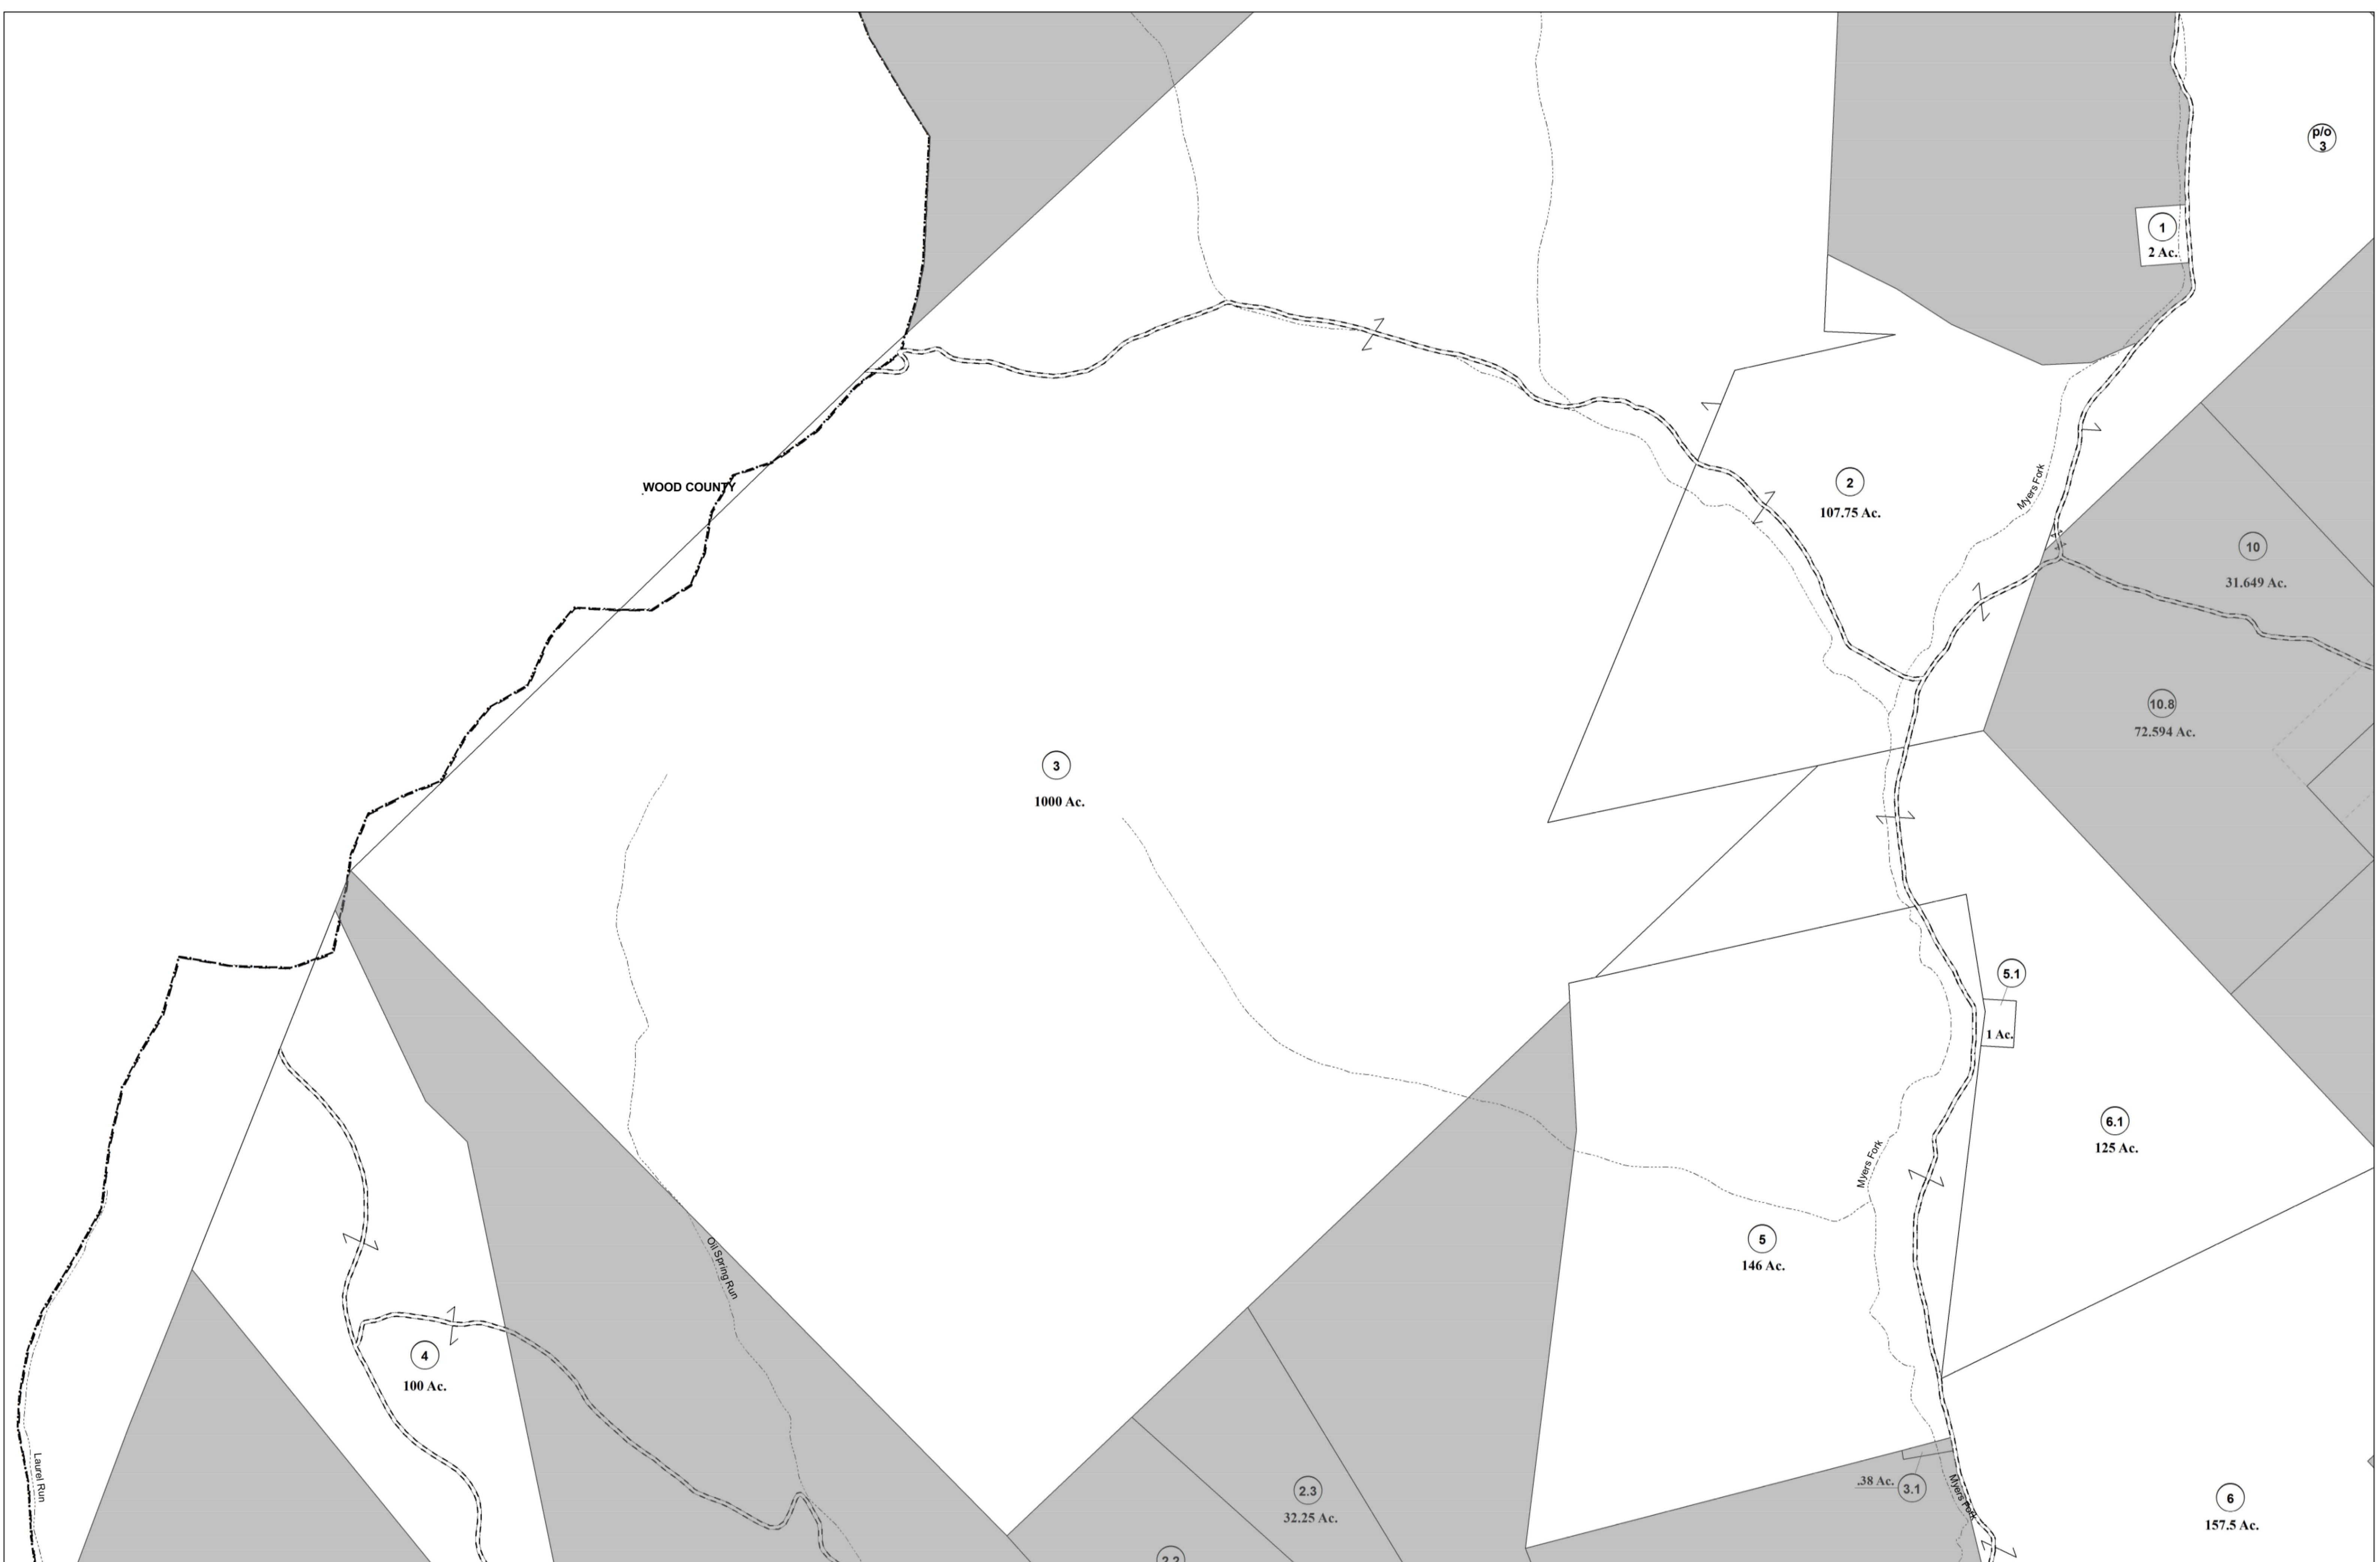 p/o
3
1
2 Ac.
Myers Fork
WOOD COUNTY
2
107.75 Ac.
10
31.649 Ac.
10.8
72.594 Ac.
3
1000 Ac.
5.1
1 Ac.
6.1
125 Ac.
Myers Fork
5
146 Ac.
Oil Spring Run
4
100 Ac.
Laurel Run
2.3
32.25 Ac.
.38 Ac.
3.1
Myers Fork
6
157.5 Ac.
2.2